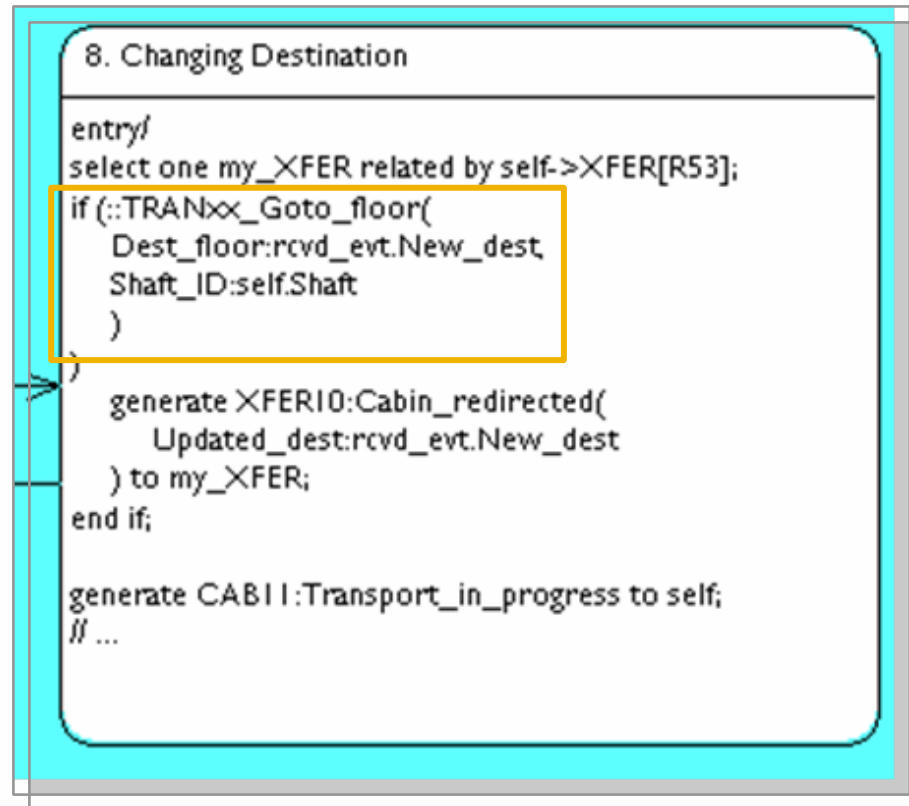 8. Changing Destination
entry/
select one my_XFER related by self->XFER[R53];
if (::TRANxx_Goto_floor(
Dest_floor:rcvd_evt.New_dest,
Shaft_ID:self.Shaft
)
)
generate XFER10:Cabin_redirected(
Updated_dest:rcvd_evt.New_dest
) to my_XFER;
end if;
generate CAB11:Transport_in_progress to self;
// ...